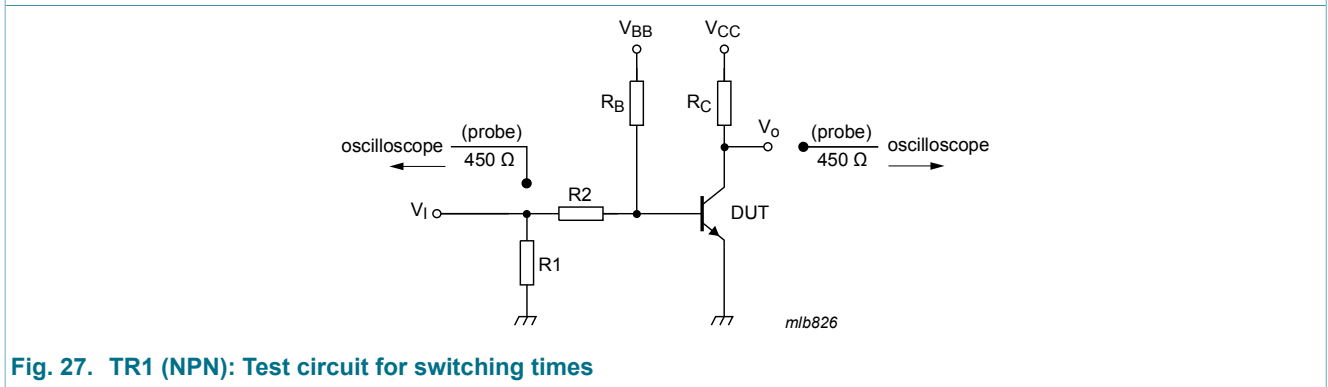 VBB
VCC
RB
RC
Vo
(probe)
450 Ω
oscilloscope
(probe)
450 Ω
oscilloscope
R2
VI
DUT
R1
mlb826
Fig. 27. TR1 (NPN): Test circuit for switching times